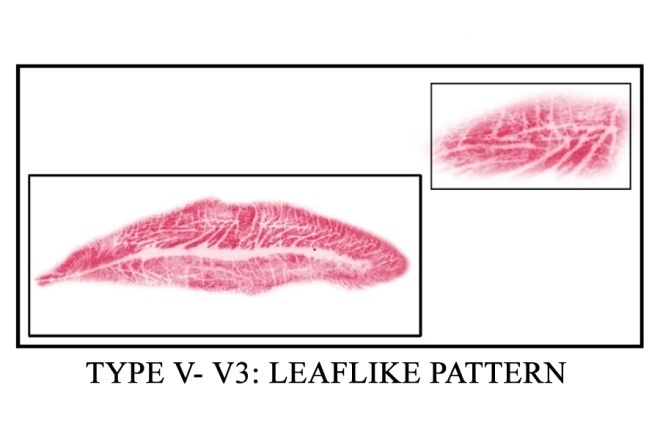 TYPE V- V3: LEAFLIKE PATTERN